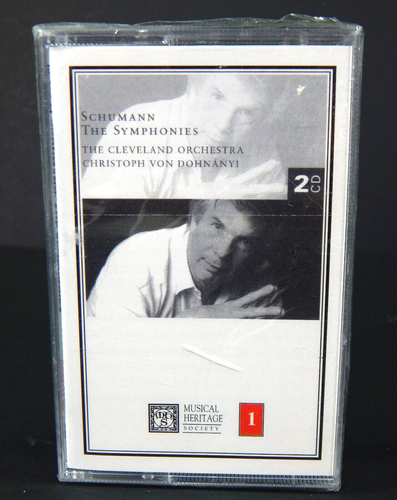 SCHUMANN
THE SYMPHONIES
THE CLEVELAND ORCHESTRA
CHRISTOPH VON DOHNÁNYI
2CD
MUSICAL
HERITAGE
SOCIETY
1